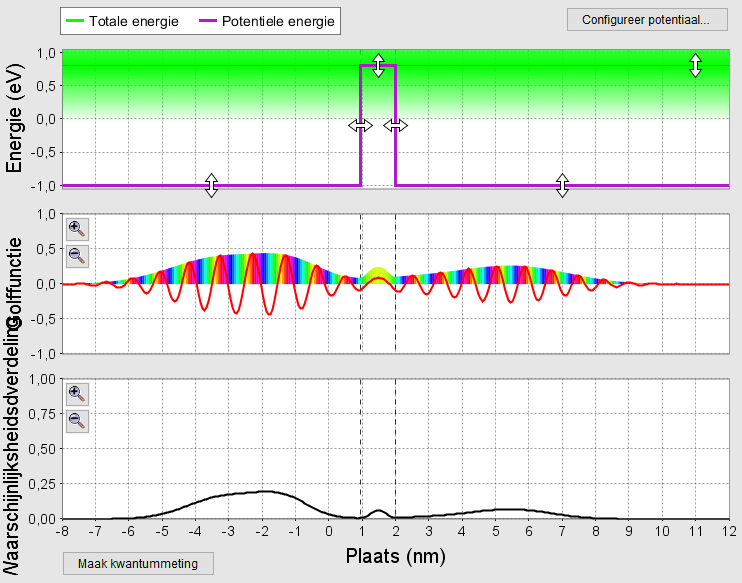 Totale energie
Potentiele energie
Configureer potentiaal...
Energie (eV)
1,0
0,5
0,0
-0,5
-1,0
Golffunctie
1,0
0,5
0,0
-0,5
-1,0
Naarschijnlijksheidsdverdeling
1,00
0,75
0,50
0,25
0,00
-8 -7 -6 -5 -4 -3 -2 -1 0 1 2 3 4 5 6 7 8 9 10 11 12
Plaats (nm)
Maak kwantummeting